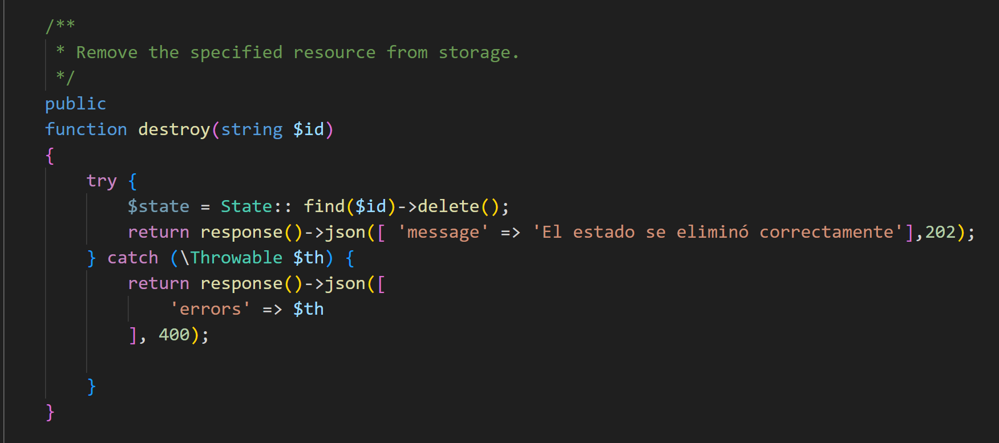 /**
 * Remove the specified resource from storage.
 */
public
function destroy(string $id)
{
    try {
        $state = State:: find($id)->delete();
        return response()->json([ 'message' => 'El estado se eliminó correctamente'],202);
    } catch (\Throwable $th) {
        return response()->json([
            'errors' => $th
        ], 400);
    }
}